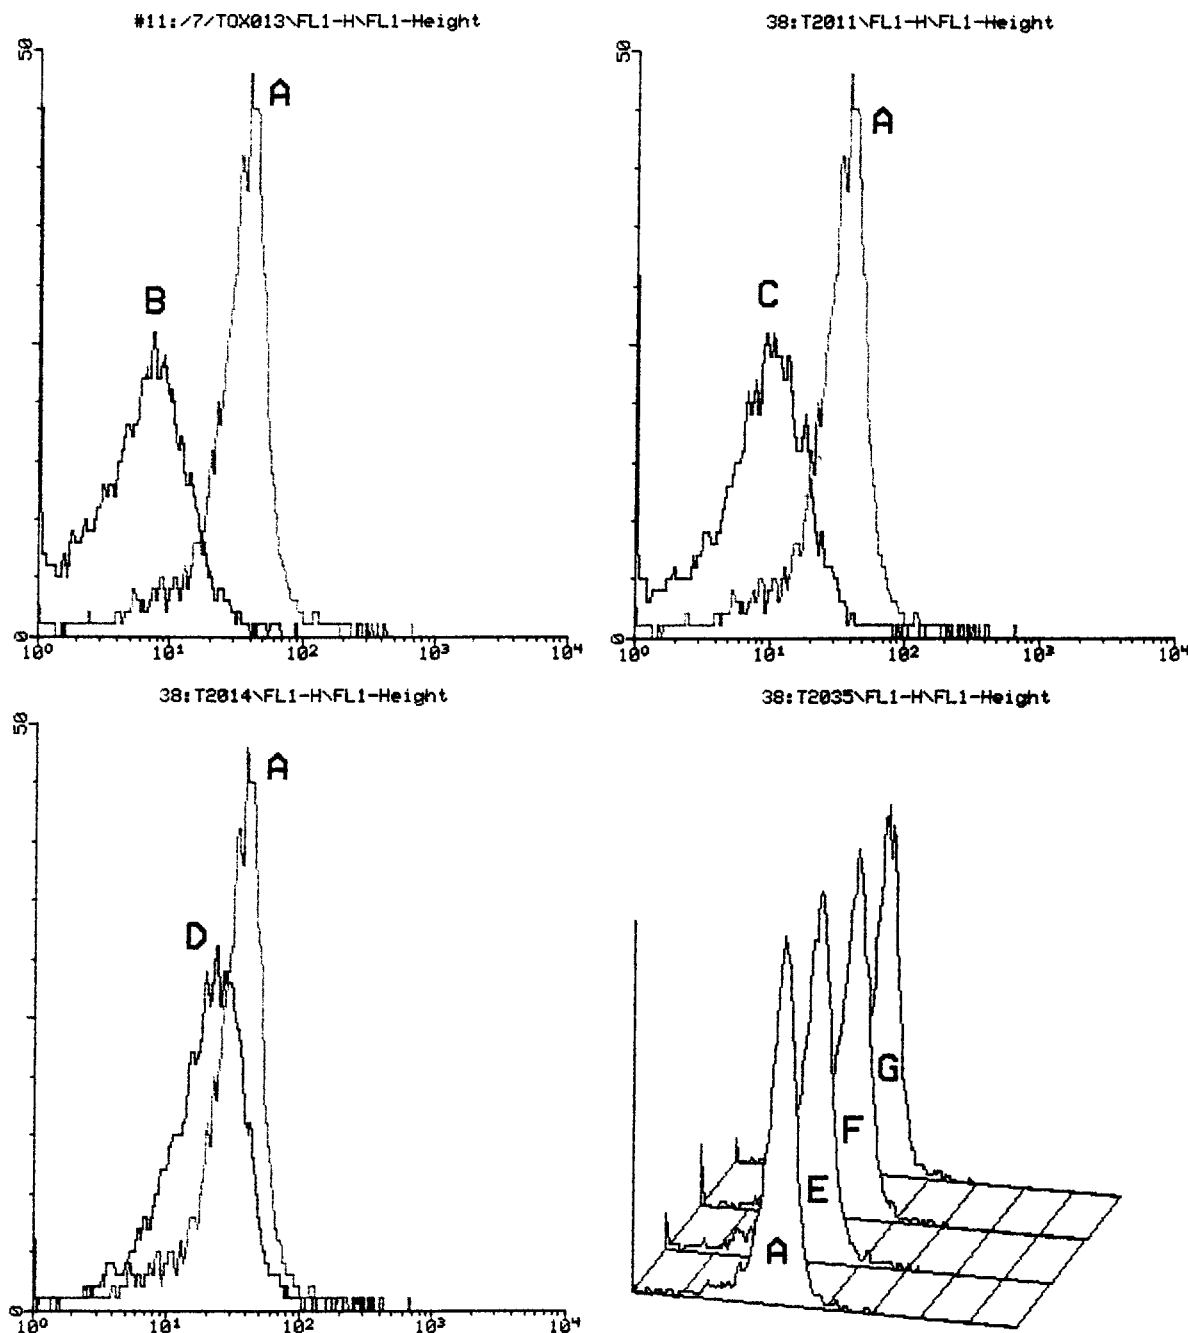 #11:/7/TOX013\FL1-H\FL1-Height
50
A
B
0
10⁰ 10¹ 10² 10³ 10⁴
38:T2011\FL1-H\FL1-Height
50
A
C
0
10⁰ 10¹ 10² 10³ 10⁴
38:T2014\FL1-H\FL1-Height
50
A
D
0
10⁰ 10¹ 10² 10³ 10⁴
38:T2035\FL1-H\FL1-Height
G
F
E
A